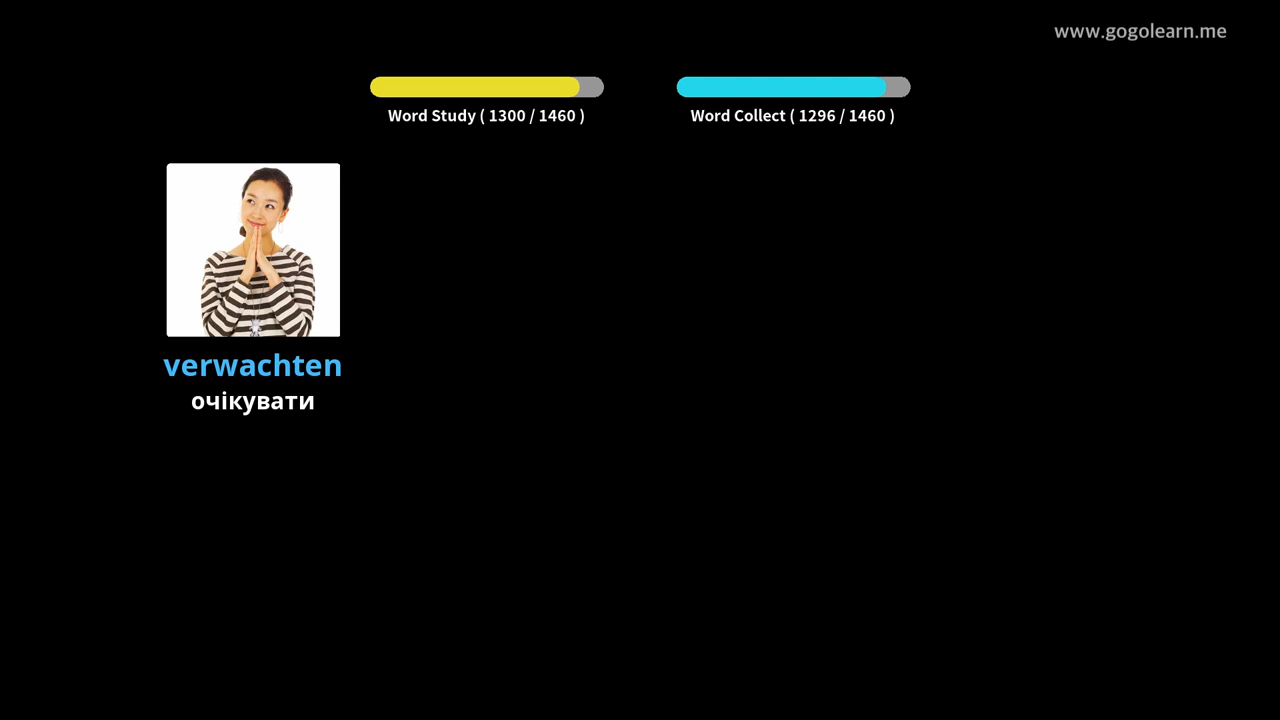 www.gogolearn.me
Word Study ( 1300 / 1460 )
Word Collect ( 1296 / 1460 )
verwachten
очікувати